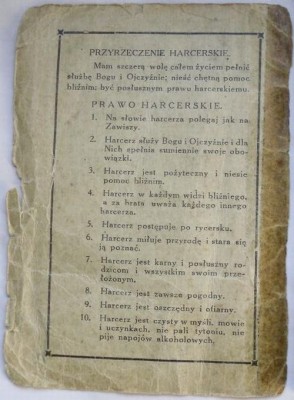 PRZYRZECZENIE HARCERSKIE.
Mam szczerą wolę całem życiem pełnić
służbę Bogu i Ojczyźnie; nieść chętną pomoc
bliźnim; być posłusznym prawu harcerskiemu.
PRAWO HARCERSKIE.
1. Na słowie harcerza polegaj jak na
Zawiszy.
2. Harcerz służy Bogu i Ojczyźnie i dla
Nich spełnia sumiennie swoje obo-
wiązki.
3. Harcerz jest pożyteczny i niesie
pomoc bliźnim.
4. Harcerz w każdym widzi bliźniego,
a za brata uważa każdego innego
harcerza.
5. Harcerz postępuje po rycersku.
6. Harcerz miłuje przyrodę i stara się
ją poznać.
7. Harcerz jest karny i posłuszny ro-
dzicom i wszystkim swoim prze-
łożonym.
8. Harcerz jest zawsze pogodny.
9. Harcerz jest oszczędny i ofiarny.
10. Harcerz jest czysty w myśli, mowie
i uczynkach, nie pali tytoniu, nie
pije napojów alkoholowych.